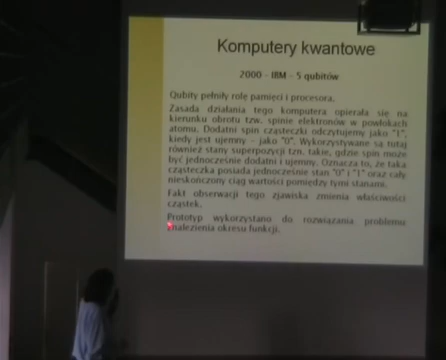 Komputery kwantowe
2000 - IBM - 5 qubitów
Qubity pełniły rolę pamięci i procesora.
Zasada działania tego komputera opierała się na
kierunku obrotu tzw. spinie elektronów w powłokach
atomu. Dodatni spin cząsteczki odczytujemy jako "1",
kiedy jest ujemny - jako "0". Wykorzystywane są tutaj
również stany superpozycji tzn. takie, gdzie spin może
być jednocześnie dodatni i ujemny. Oznacza to, że taka
cząsteczka posiada jednocześnie stan "0" i "1" oraz cały
nieskończony ciąg wartości pomiędzy tymi stanami.
Fakt obserwacji tego zjawiska zmienia właściwości
cząstek.
Prototyp wykorzystano do rozwiązania problemu
znalezienia okresu funkcji.